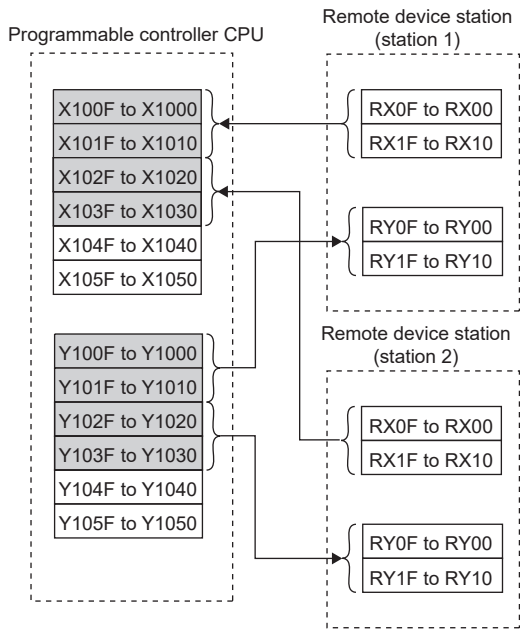 Programmable controller CPU
X100F to X1000
X101F to X1010
X102F to X1020
X103F to X1030
X104F to X1040
X105F to X1050
Y100F to Y1000
Y101F to Y1010
Y102F to Y1020
Y103F to Y1030
Y104F to Y1040
Y105F to Y1050
Remote device station
(station 1)
RX0F to RX00
RX1F to RX10
RY0F to RY00
RY1F to RY10
Remote device station
(station 2)
RX0F to RX00
RX1F to RX10
RY0F to RY00
RY1F to RY10